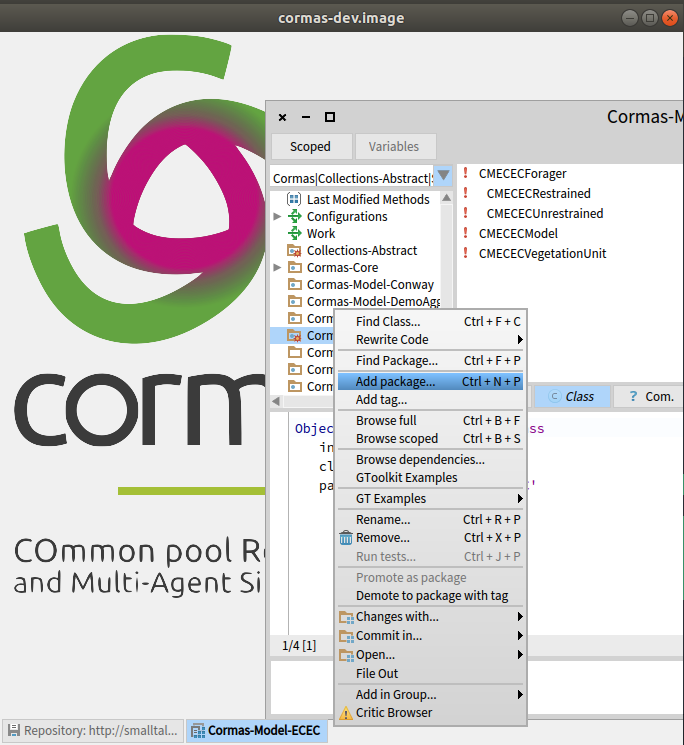 cormas-dev.image
Cormas-M
Scoped
Variables
Cormas|Collections-Abstract|
Last Modified Methods
Configurations
Work
Collections-Abstract
Cormas-Core
Cormas-Model-Conway
Cormas-Model-DemoAgg
Corm
Corm
Corm
Corm
Corm
CMECECForager
CMECECRestrained
CMECECUnrestrained
CMECECModel
CMECECVegetationUnit
Find Class... Ctrl + F + C
Rewrite Code
Find Package... Ctrl + F + P
Add package... Ctrl + N + P
Add tag...
Browse full Ctrl + B + F
Browse scoped Ctrl + B + S
Browse dependencies...
GToolkit Examples
GT Examples
Rename... Ctrl + R + P
Remove... Ctrl + X + P
Run tests... Ctrl + J + P
Promote as package
Demote to package with tag
Changes with...
Commit in...
Open...
File Out
Add in Group...
Critic Browser
C Class
? Com.
Objec ss
in
cl
pa '
1/4 [1]
corm
COmmon pool R
and Multi-Agent Si
Repository: http://smalltal...
Cormas-Model-ECEC